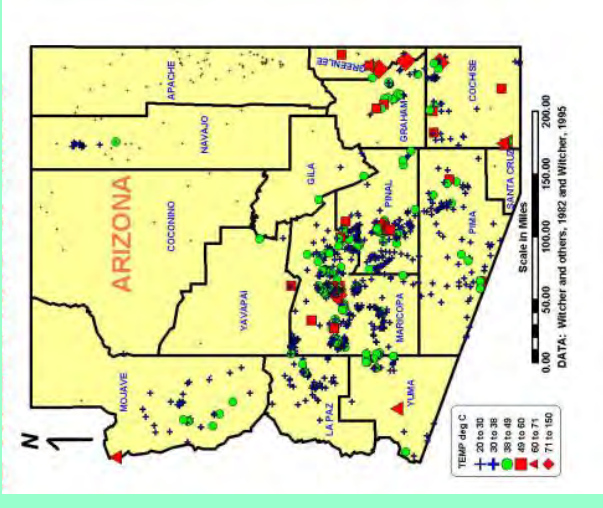 N
ARIZONA
MOJAVE
COCONINO
NAVAJO
APACHE
YAVAPAI
GILA
GREENLEE
GRAHAM
LA PAZ
MARICOPA
PINAL
YUMA
PIMA
COCHISE
SANTA CRUZ
TEMP deg C
20 to 30
30 to 38
38 to 49
49 to 60
60 to 71
71 to 150
Scale in Miles
0.00 50.00 100.00 150.00 200.00
DATA: Witcher and others, 1982 and Witcher, 1995